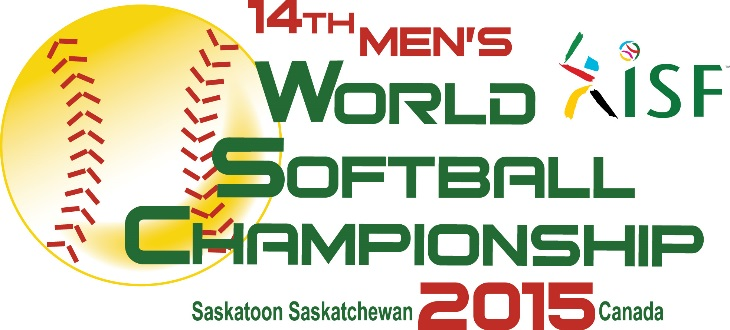 14TH MEN'S
WORLD
ISF
SOFTBALL
CHAMPIONSHIP
Saskatoon Saskatchewan 2015 Canada